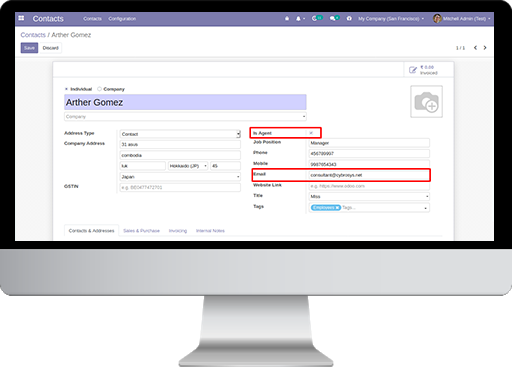 Contacts Contacts Configuration My Company (San Francisco) Mitchell Admin (Test)
Contacts / Arther Gomez
Save Discard 1 / 1
₹ 0.00
Invoiced
Individual Company
Arther Gomez
Company
Address Type Contact Is Agent
Company Address 31 asus Job Position Manager
combodia Phone 456789997
luk Hokkaido (JP) 45 Mobile 9987654343
Japan Email consultant@cybrosys.net
GSTIN e.g. BE0477472701 Website Link e.g. https://www.odoo.com
Title Miss
Tags Employees Tags...
Contacts & Addresses Sales & Purchase Invoicing Internal Notes